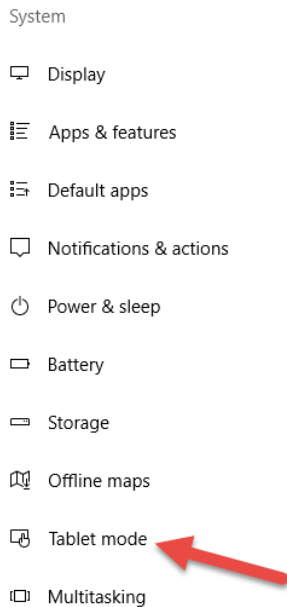 System
Display
Apps & features
Default apps
Notifications & actions
Power & sleep
Battery
Storage
Offline maps
Tablet mode
Multitasking